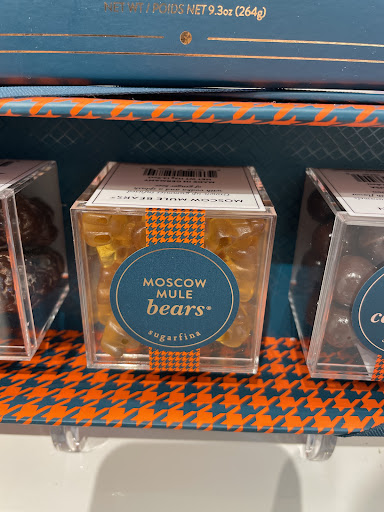 NET WT / POIDS NET 9.3oz (264g)
MOSCOW MULE BEARS
MOSCOW
MULE
bears®
sugarfina